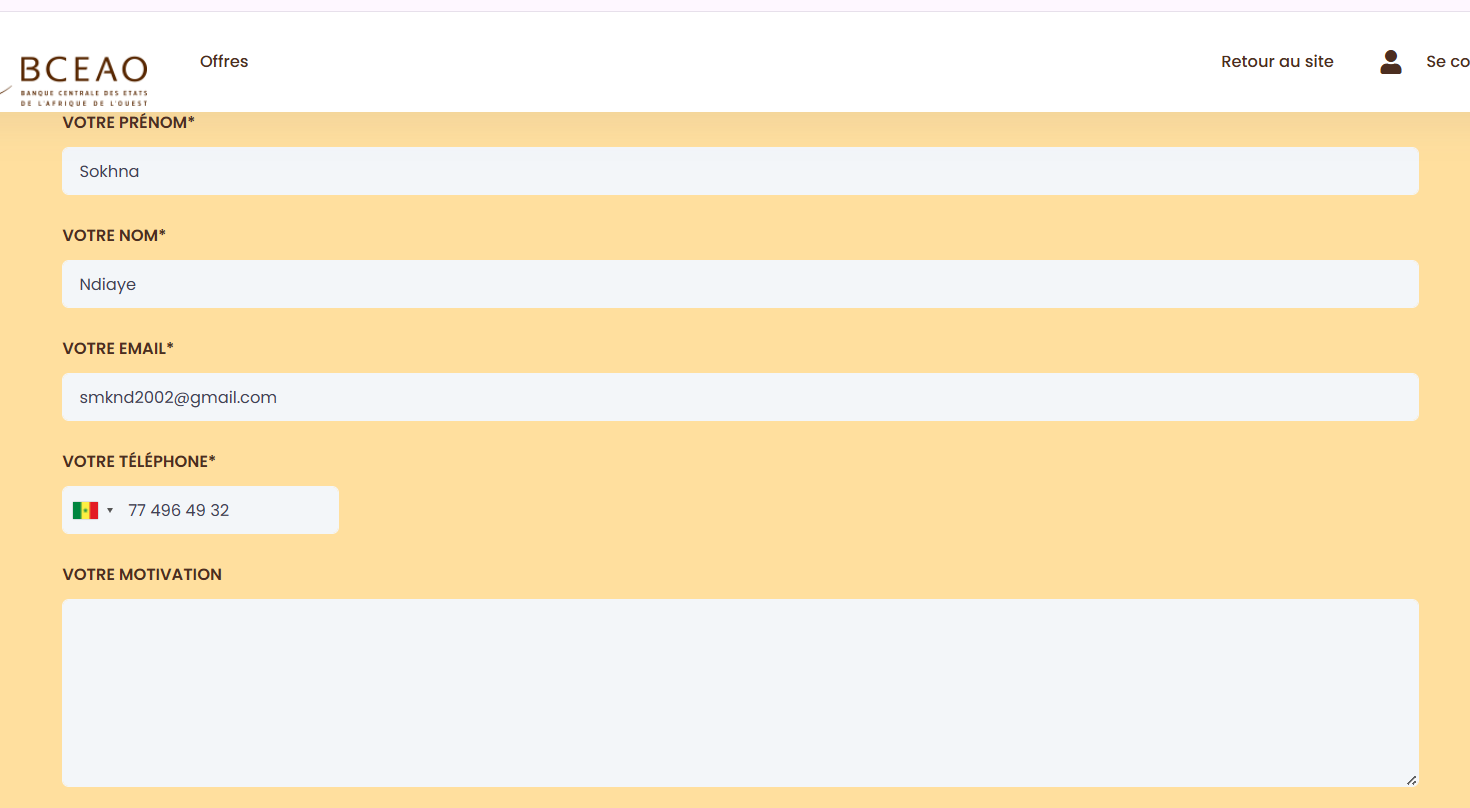 BCEAO
BANQUE CENTRALE DES ETATS
DE L'AFRIQUE DE L'OUEST
Offres
Retour au site
Se co
VOTRE PRÉNOM*
Sokhna
VOTRE NOM*
Ndiaye
VOTRE EMAIL*
smknd2002@gmail.com
VOTRE TÉLÉPHONE*
77 496 49 32
VOTRE MOTIVATION